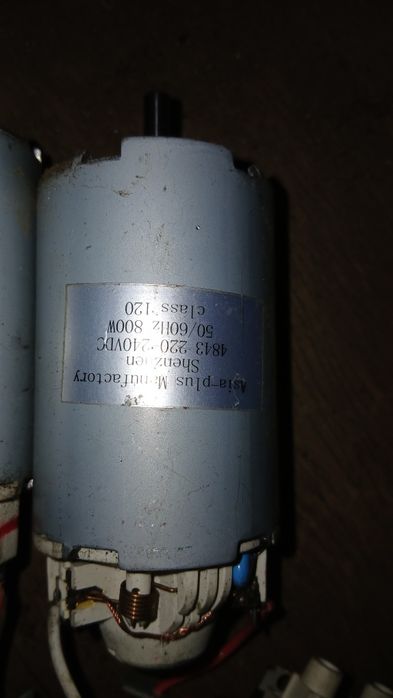 Asia-plus Manufactory
Shenzhen
4843 220-240VDC
50/60Hz 800W
class 120